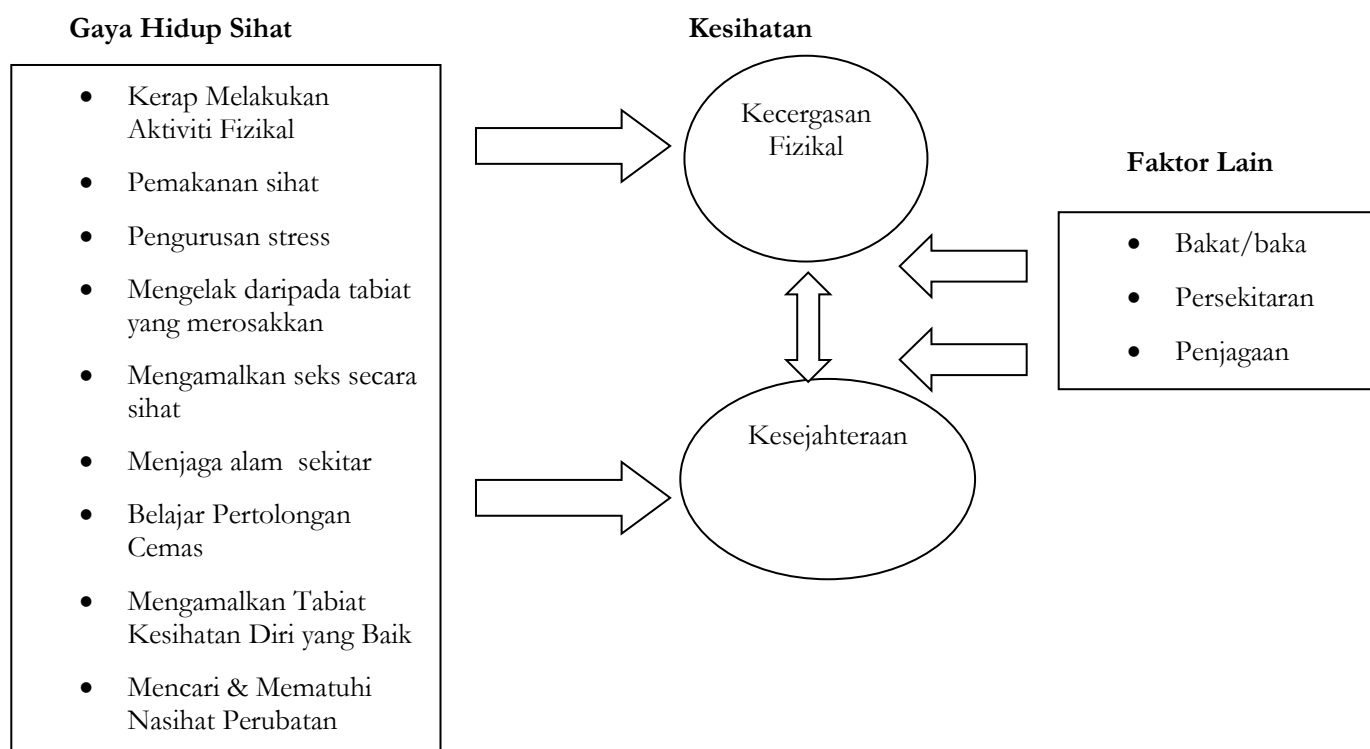 Gaya Hidup Sihat
• Kerap Melakukan
Aktiviti Fizikal
• Pemakanan sihat
• Pengurusan stress
• Mengelak daripada tabiat
yang merosakkan
• Mengamalkan seks secara
sihat
• Menjaga alam  sekitar
• Belajar Pertolongan
Cemas
• Mengamalkan Tabiat
Kesihatan Diri yang Baik
• Mencari & Mematuhi
Nasihat Perubatan
Kesihatan
Kecergasan
Fizikal
Kesejahteraan
Faktor Lain
• Bakat/baka
• Persekitaran
• Penjagaan